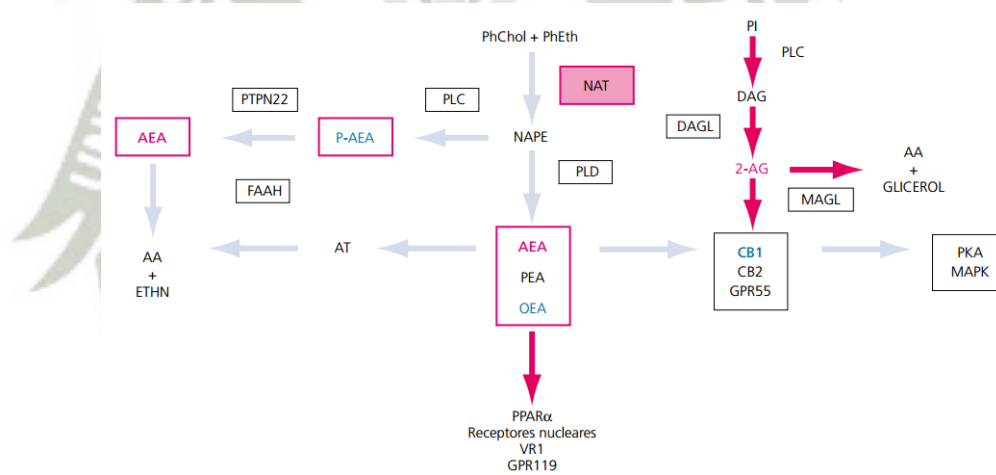 PhChol + PhEth
PI
PLC
NAT
DAG
PTPN22
PLC
DAGL
AEA
P-AEA
NAPE
2-AG
AA
+
GLICEROL
FAAH
PLD
MAGL
AA
+
ETHN
AT
AEA
PEA
OEA
CB1
CB2
GPR55
PKA
MAPK
PPARα
Receptores nucleares
VR1
GPR119